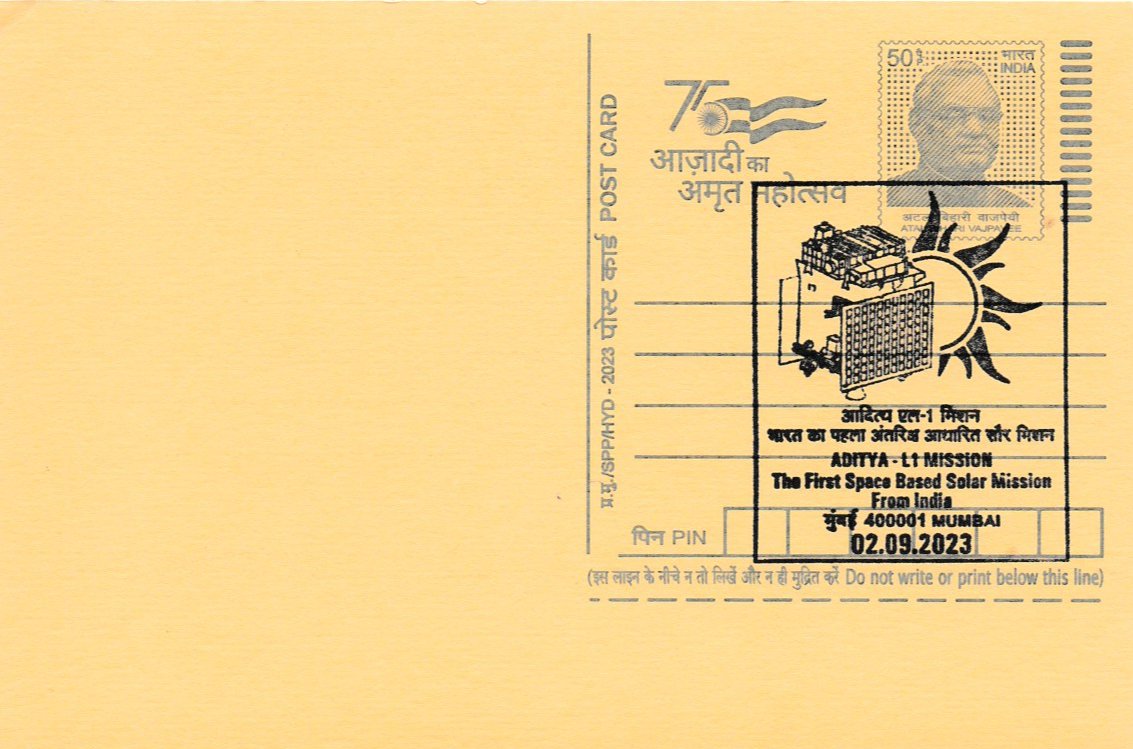 प्र.मु./SPP/HYD - 2023 पोस्ट कार्ड POST CARD
75
आज़ादी का
अमृत महोत्सव
50
भारत
INDIA
अटल बिहारी वाजपेयी
ATAL BIHARI VAJPAYEE
आदित्य एल-1 मिशन
भारत का पहला अंतरिक्ष आधारित सौर मिशन
ADITYA - L1 MISSION
The First Space Based Solar Mission
From India
मुंबई 400001 MUMBAI
02.09.2023
पिन PIN
(इस लाइन के नीचे न तो लिखें और न ही मुद्रित करें Do not write or print below this line)